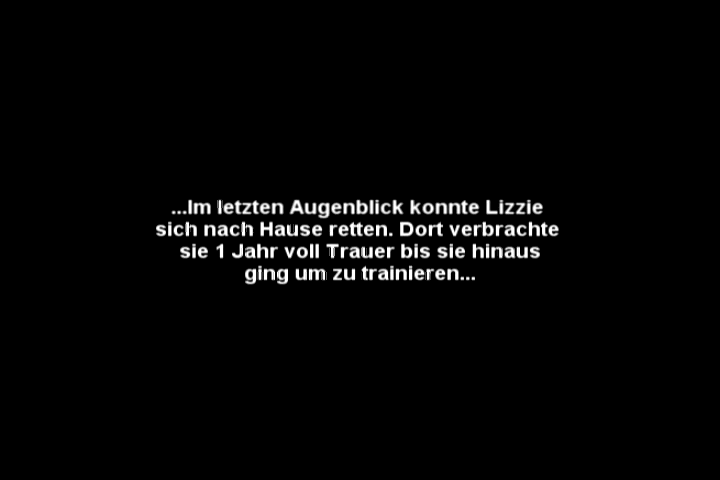 ...Im letzten Augenblick konnte Lizzie
sich nach Hause retten. Dort verbrachte
sie 1 Jahr voll Trauer bis sie hinaus
ging um zu trainieren...